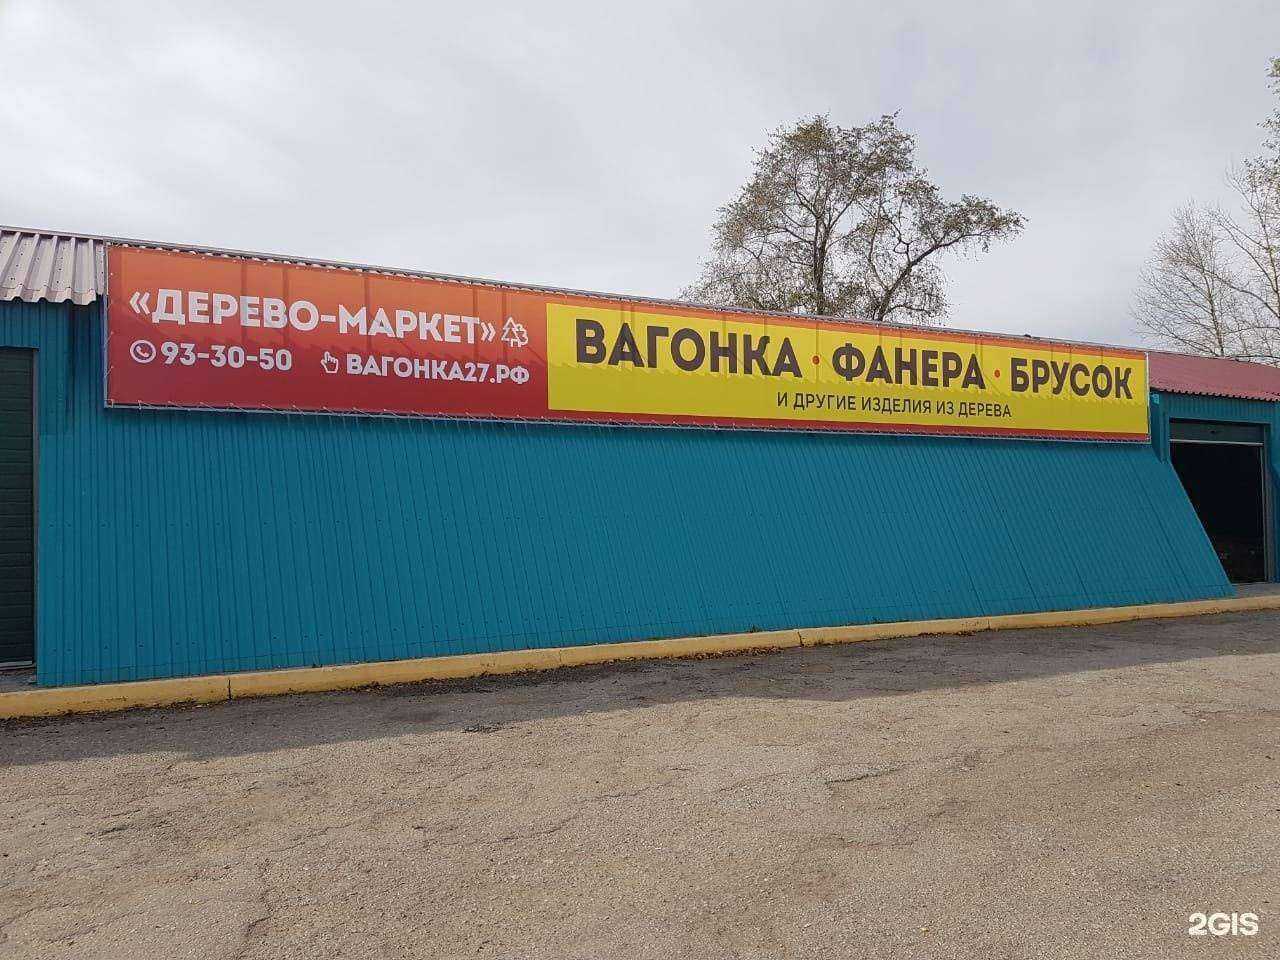 «ДЕРЕВО-МАРКЕТ»
93-30-50 ВАГОНКА27.РФ
ВАГОНКА • ФАНЕРА • БРУСОК
И ДРУГИЕ ИЗДЕЛИЯ ИЗ ДЕРЕВА
2GIS